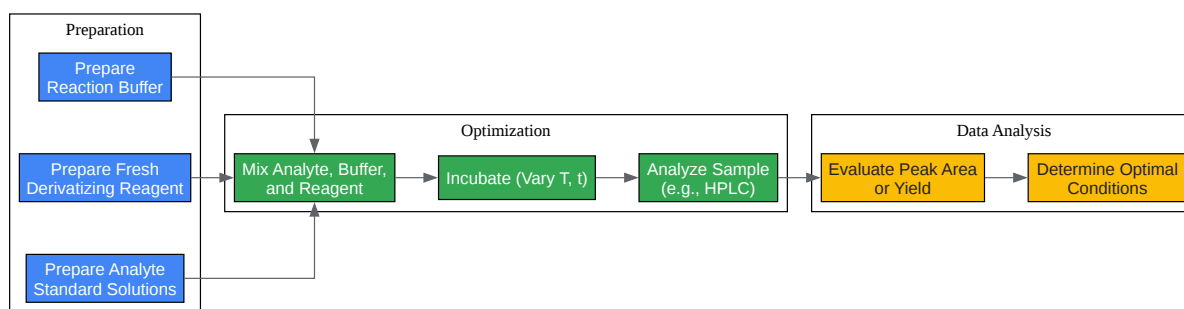 Preparation
Prepare
Reaction Buffer
Prepare Fresh
Derivatizing Reagent
Prepare Analyte
Standard Solutions
Optimization
Mix Analyte, Buffer,
and Reagent
Incubate (Vary T, t)
Analyze Sample
(e.g., HPLC)
Data Analysis
Evaluate Peak Area
or Yield
Determine Optimal
Conditions